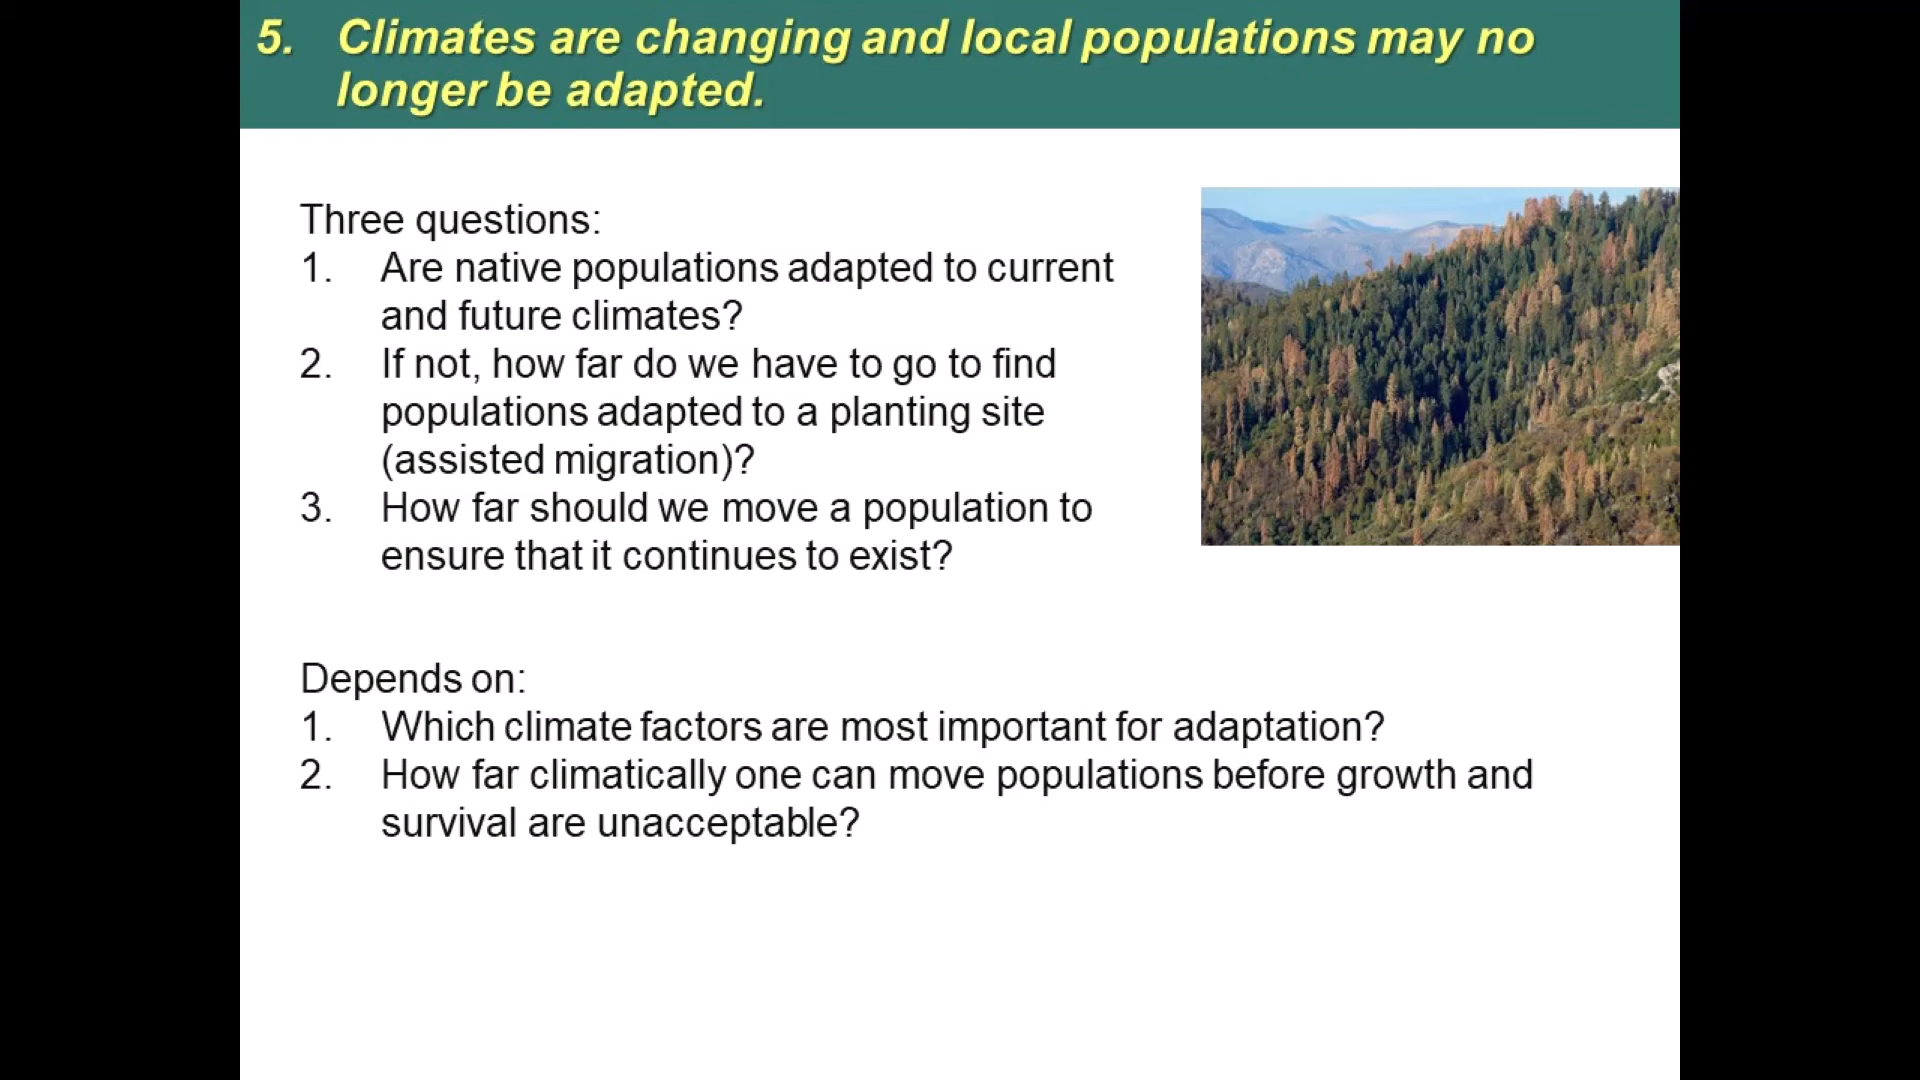 5. Climates are changing and local populations may no
longer be adapted.
Three questions:
1. Are native populations adapted to current
and future climates?
2. If not, how far do we have to go to find
populations adapted to a planting site
(assisted migration)?
3. How far should we move a population to
ensure that it continues to exist?
Depends on:
1. Which climate factors are most important for adaptation?
2. How far climatically one can move populations before growth and
survival are unacceptable?